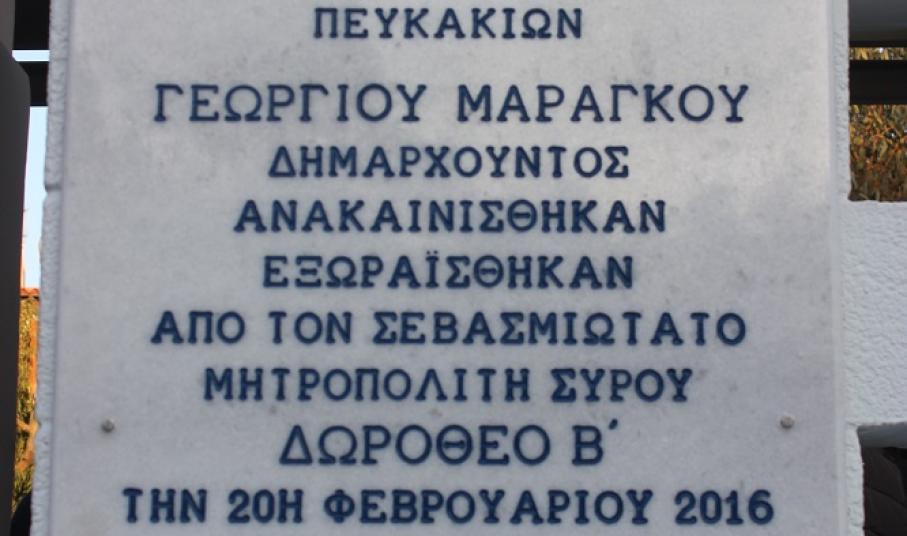 ΠΕΥΚΑΚΙΩΝ
ΓΕΩΡΓΙΟΥ ΜΑΡΑΓΚΟΥ
ΔΗΜΑΡΧΟΥΝΤΟΣ
ΑΝΑΚΑΙΝΙΣΘΗΚΑΝ
ΕΞΩΡΑΪΣΘΗΚΑΝ
ΑΠΟ ΤΟΝ ΣΕΒΑΣΜΙΩΤΑΤΟ
ΜΗΤΡΟΠΟΛΙΤΗ ΣΥΡΟΥ
ΔΩΡΟΘΕΟ Β΄
ΤΗΝ 20Η ΦΕΒΡΟΥΑΡΙΟΥ 2016